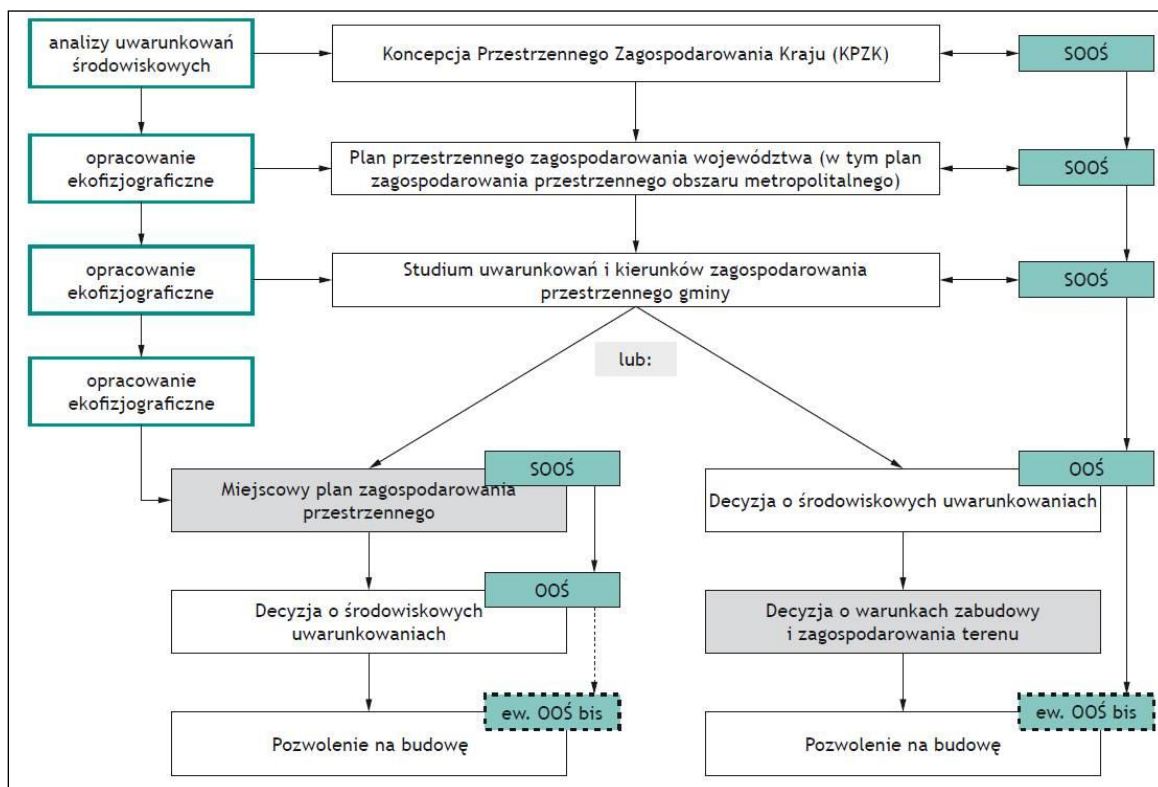 analizy uwarunkowań
środowiskowych
Koncepcja Przestrzennego Zagospodarowania Kraju (KPZK)
SOOŚ
opracowanie
ekofizjograficzne
Plan przestrzennego zagospodarowania województwa (w tym plan
zagospodarowania przestrzennego obszaru metropolitalnego)
SOOŚ
opracowanie
ekofizjograficzne
Studium uwarunkowań i kierunków zagospodarowania
przestrzennego gminy
SOOŚ
opracowanie
ekofizjograficzne
lub:
SOOŚ
Miejscowy plan zagospodarowania
przestrzennego
OOŚ
Decyzja o środowiskowych uwarunkowaniach
OOŚ
Decyzja o środowiskowych
uwarunkowaniach
Decyzja o warunkach zabudowy
i zagospodarowania terenu
ew. OOŚ bis
Pozwolenie na budowę
ew. OOŚ bis
Pozwolenie na budowę